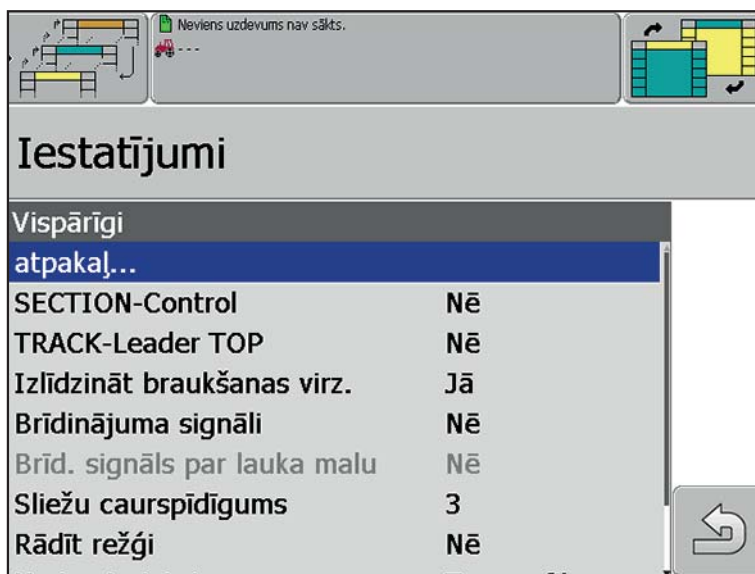 Neviens uzdevums nav sākts.
---
Iestatījumi
Vispārīgi
atpakaļ...
SECTION-Control Nē
TRACK-Leader TOP Nē
Izlīdzināt braukšanas virz. Jā
Brīdinājuma signāli Nē
Brīd. signāls par lauka malu Nē
Sliežu caurspīdīgums 3
Rādīt režģi Nē